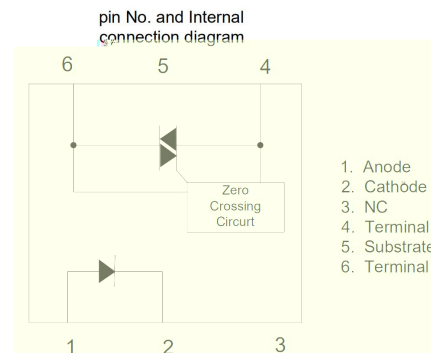 pin No. and Internal
connection diagram
6 5 4
Zero
Crossing
Circurt
1. Anode
2. Cathode
3. NC
4. Terminal
5. Substrate
6. Terminal
1 2 3